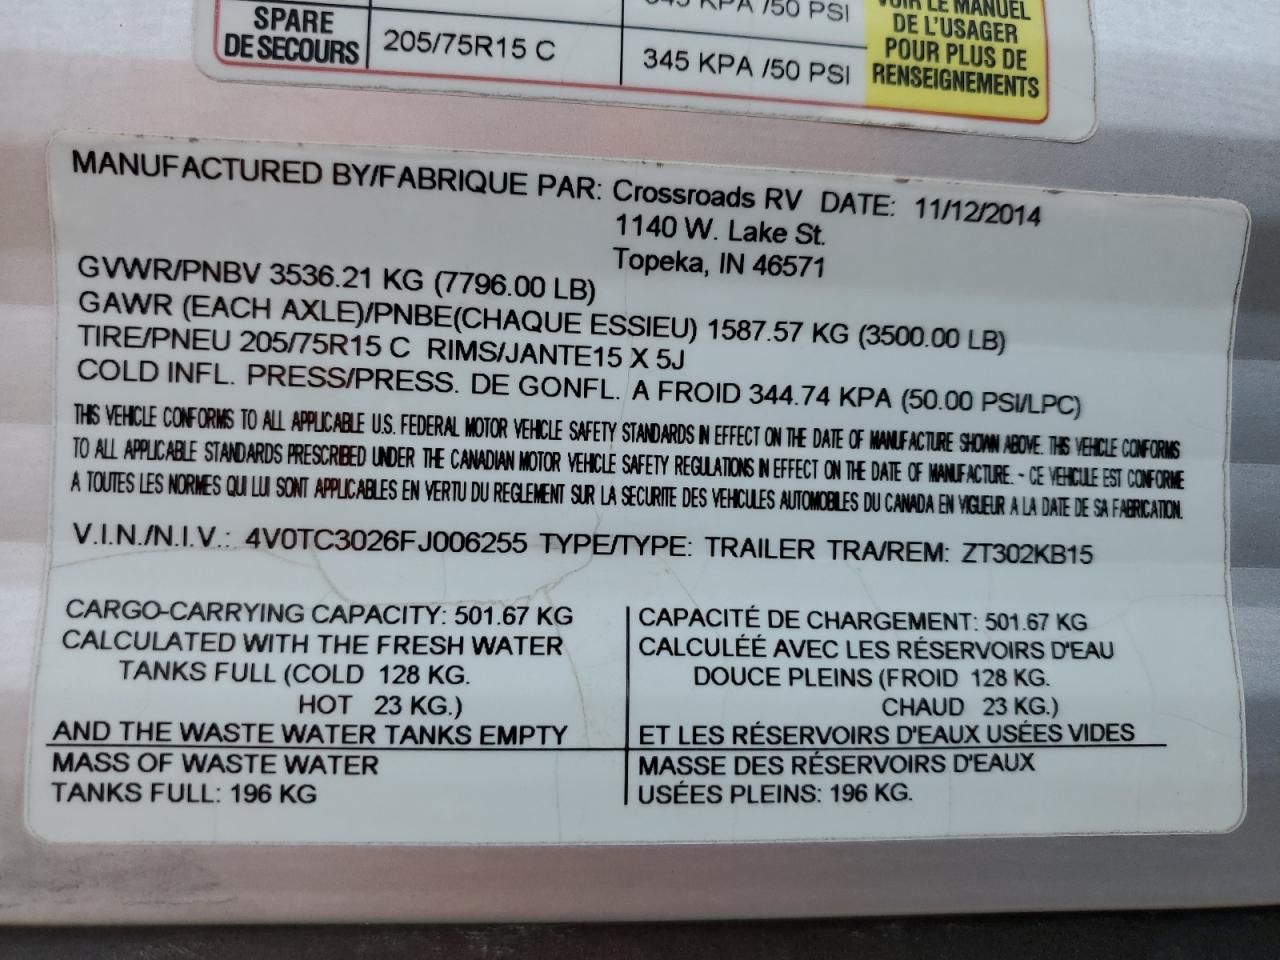 345 KPA /50 PSI
VOIR LE MANUEL
DE L'USAGER
POUR PLUS DE
RENSEIGNEMENTS
SPARE
DE SECOURS
205/75R15 C
345 KPA /50 PSI
MANUFACTURED BY/FABRIQUE PAR: Crossroads RV DATE: 11/12/2014
1140 W. Lake St.
Topeka, IN 46571
GVWR/PNBV 3536.21 KG (7796.00 LB)
GAWR (EACH AXLE)/PNBE(CHAQUE ESSIEU) 1587.57 KG (3500.00 LB)
TIRE/PNEU 205/75R15 C RIMS/JANTE15 X 5J
COLD INFL. PRESS/PRESS. DE GONFL. A FROID 344.74 KPA (50.00 PSI/LPC)
THIS VEHICLE CONFORMS TO ALL APPLICABLE U.S. FEDERAL MOTOR VEHICLE SAFETY STANDARDS IN EFFECT ON THE DATE OF MANUFACTURE SHOWN ABOVE. THIS VEHICLE CONFORMS
TO ALL APPLICABLE STANDARDS PRESCRIBED UNDER THE CANADIAN MOTOR VEHICLE SAFETY REGULATIONS IN EFFECT ON THE DATE OF MANUFACTURE. - CE VEHICULE EST CONFORME
A TOUTES LES NORMES QUI LUI SONT APPLICABLES EN VERTU DU REGLEMENT SUR LA SECURITE DES VEHICULES AUTOMOBILES DU CANADA EN VIGUEUR A LA DATE DE SA FABRICATION.
V.I.N./N.I.V.: 4V0TC3026FJ006255 TYPE/TYPE: TRAILER TRA/REM: ZT302KB15
CARGO-CARRYING CAPACITY: 501.67 KG
CALCULATED WITH THE FRESH WATER
TANKS FULL (COLD 128 KG.
HOT 23 KG.)
AND THE WASTE WATER TANKS EMPTY
MASS OF WASTE WATER
TANKS FULL: 196 KG
CAPACITÉ DE CHARGEMENT: 501.67 KG
CALCULÉÉ AVEC LES RÉSERVOIRS D'EAU
DOUCE PLEINS (FROID 128 KG.
CHAUD 23 KG.)
ET LES RÉSERVOIRS D'EAUX USÉES VIDES
MASSE DES RÉSERVOIRS D'EAUX
USÉES PLEINS: 196 KG.